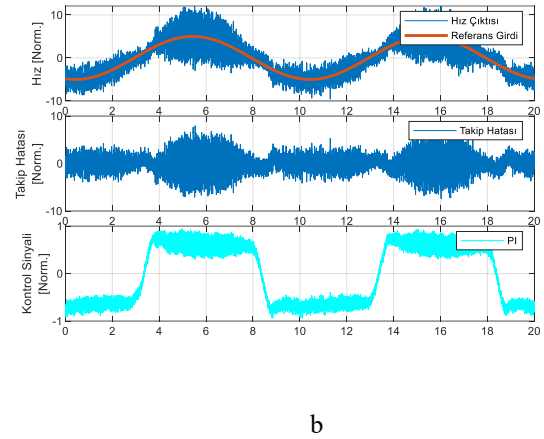 10
0
-10
Hız [Norm.]
Hız Çıktısı
Referans Girdi
0 2 4 6 8 10 12 14 16 18 20
10
0
-10
Takip Hatası
[Norm.]
Takip Hatası
0 2 4 6 8 10 12 14 16 18 20
1
0
-1
Kontrol Sinyali
[Norm.]
PI
0 2 4 6 8 10 12 14 16 18 20
b